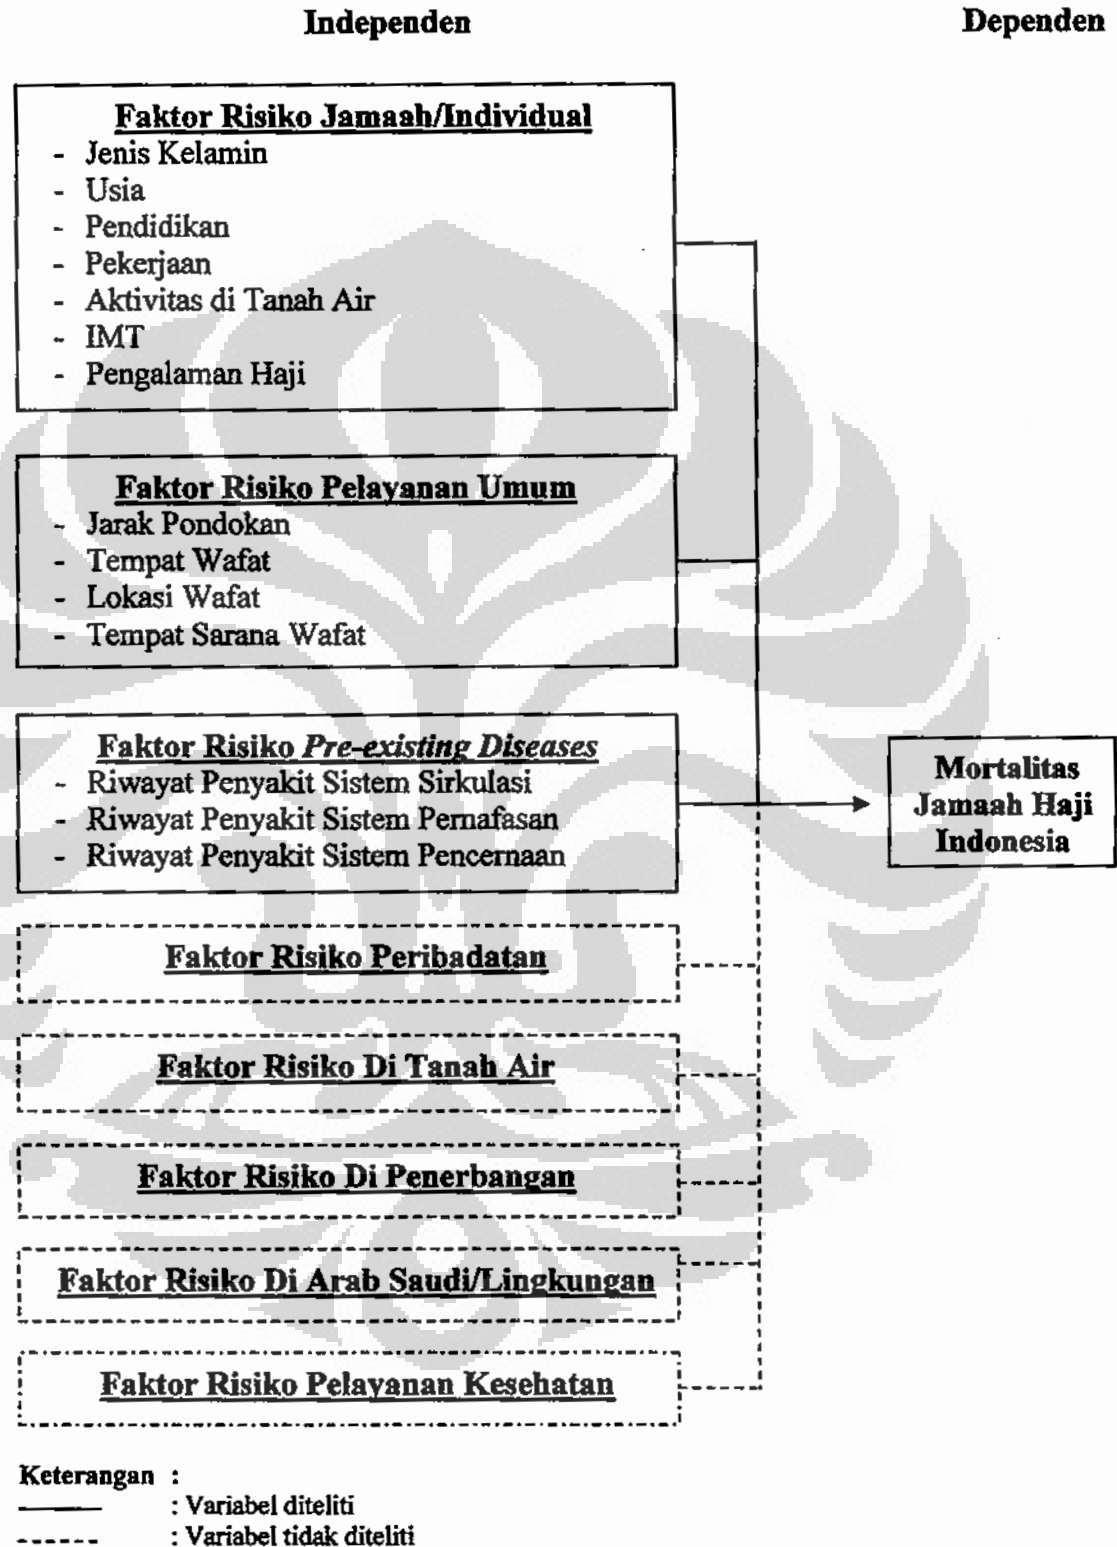 Independen
Dependen
Faktor Risiko Jamaah/Individual
- Jenis Kelamin
- Usia
- Pendidikan
- Pekerjaan
- Aktivitas di Tanah Air
- IMT
- Pengalaman Haji
Faktor Risiko Pelayanan Umum
- Jarak Pondokan
- Tempat Wafat
- Lokasi Wafat
- Tempat Sarana Wafat
Faktor Risiko Pre-existing Diseases
- Riwayat Penyakit Sistem Sirkulasi
- Riwayat Penyakit Sistem Pernafasan
- Riwayat Penyakit Sistem Pencernaan
Mortalitas
Jamaah Haji
Indonesia
Faktor Risiko Peribadatan
Faktor Risiko Di Tanah Air
Faktor Risiko Di Penerbangan
Faktor Risiko Di Arab Saudi/Lingkungan
Faktor Risiko Pelayanan Kesehatan
Keterangan :
: Variabel diteliti
: Variabel tidak diteliti